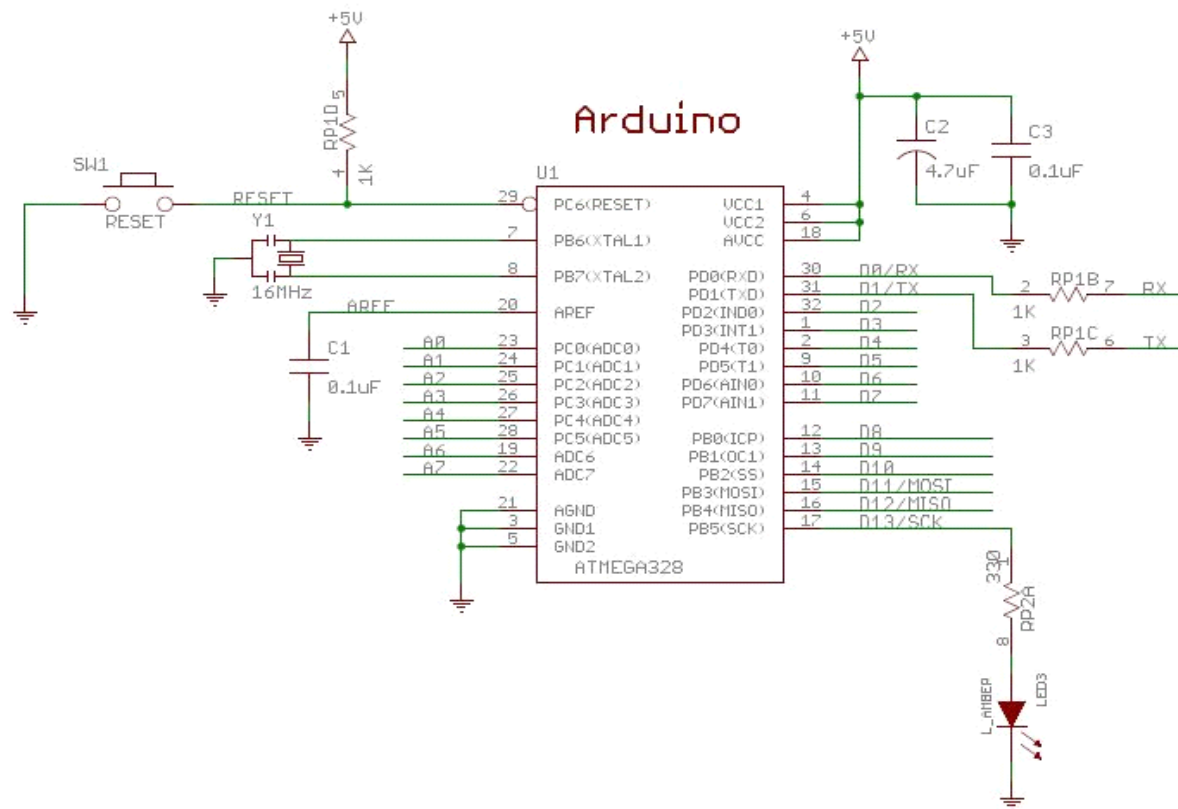 +5V
+5V
Arduino
5
RP1D
4
1K
SW1
RESET
RESET
Y1
16MHz
AREF
C1
0.1uF
C2
4.7uF
C3
0.1uF
U1
29 PC6(RESET)
7 PB6(XTAL1)
8 PB7(XTAL2)
20 AREF
A0 23 PC0(ADC0)
A1 24 PC1(ADC1)
A2 25 PC2(ADC2)
A3 26 PC3(ADC3)
A4 27 PC4(ADC4)
A5 28 PC5(ADC5)
A6 19 ADC6
A7 22 ADC7
21 AGND
3 GND1
5 GND2
VCC1 4
VCC2 6
AVCC 18
PD0(RXD) 30 D0/RX
PD1(TXD) 31 D1/TX
PD2(IND0) 32 D2
PD3(INT1) 1 D3
PD4(T0) 2 D4
PD5(T1) 9 D5
PD6(AIN0) 10 D6
PD7(AIN1) 11 D7
PB0(ICP) 12 D8
PB1(OC1) 13 D9
PB2(SS) 14 D10
PB3(MOSI) 15 D11/MOSI
PB4(MISO) 16 D12/MISO
PB5(SCK) 17 D13/SCK
ATMEGA328
2 RP1B 7 RX
1K
3 RP1C 6 TX
1K
330
1
RP2A
8
L_AMBER
LED3